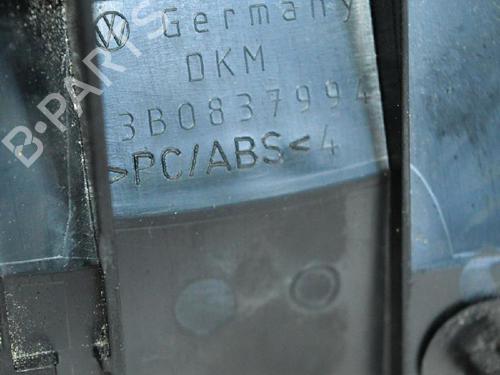 Germany
DKM
3B0837994
>PC/ABS<4
B-PARTS